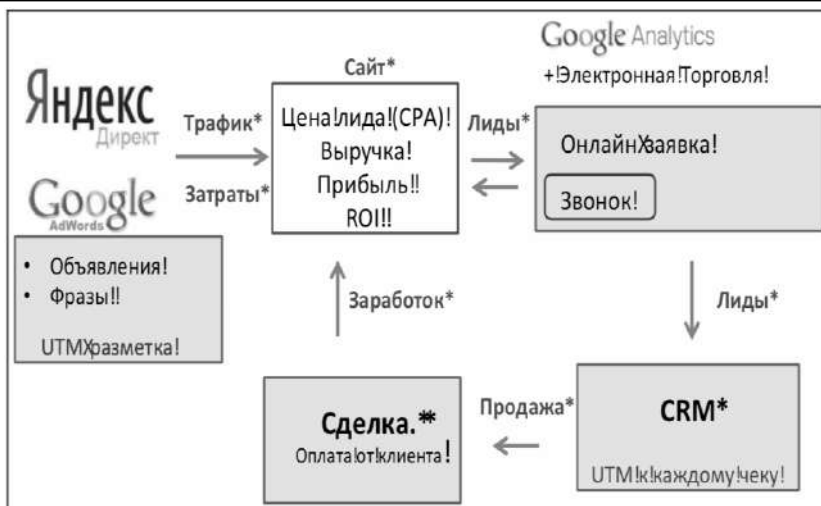 Яндекс
Директ
Google
AdWords
• Объявления!
• Фразы!!
UTMХразметка!
Трафик*
Затраты*
Сайт*
Цена!лида!(CPA)!
Выручка!
Прибыль!!
ROI!!
Лиды*
Google Analytics
+!Электронная!Торговля!
ОнлайнХзаявка!
Звонок!
Лиды*
Заработок*
Сделка.**
Оплата!от!клиента!
Продажа*
CRM*
UTM!к!каждому!чеку!